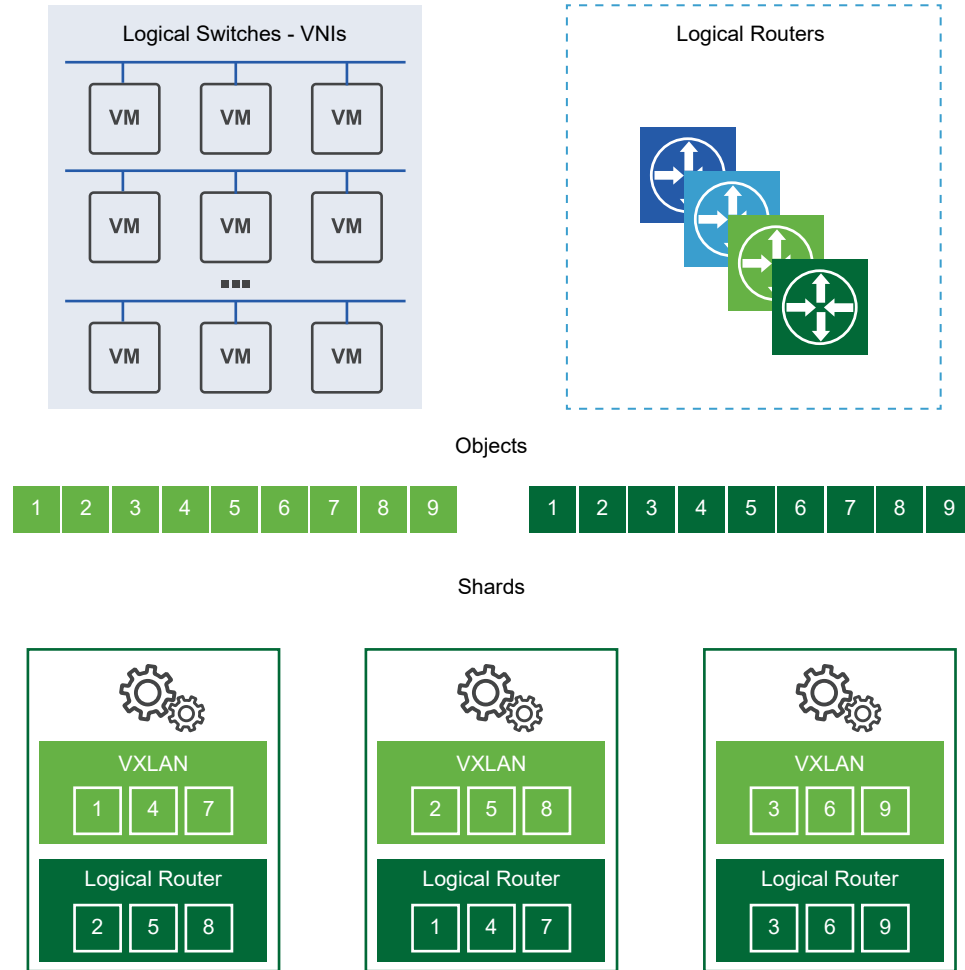 Logical Switches - VNIs
Logical Routers
VM VM VM
VM VM VM
VM VM VM
Objects
1 2 3 4 5 6 7 8 9
1 2 3 4 5 6 7 8 9
Shards
VXLAN
1 4 7
Logical Router
2 5 8
VXLAN
2 5 8
Logical Router
1 4 7
VXLAN
3 6 9
Logical Router
3 6 9